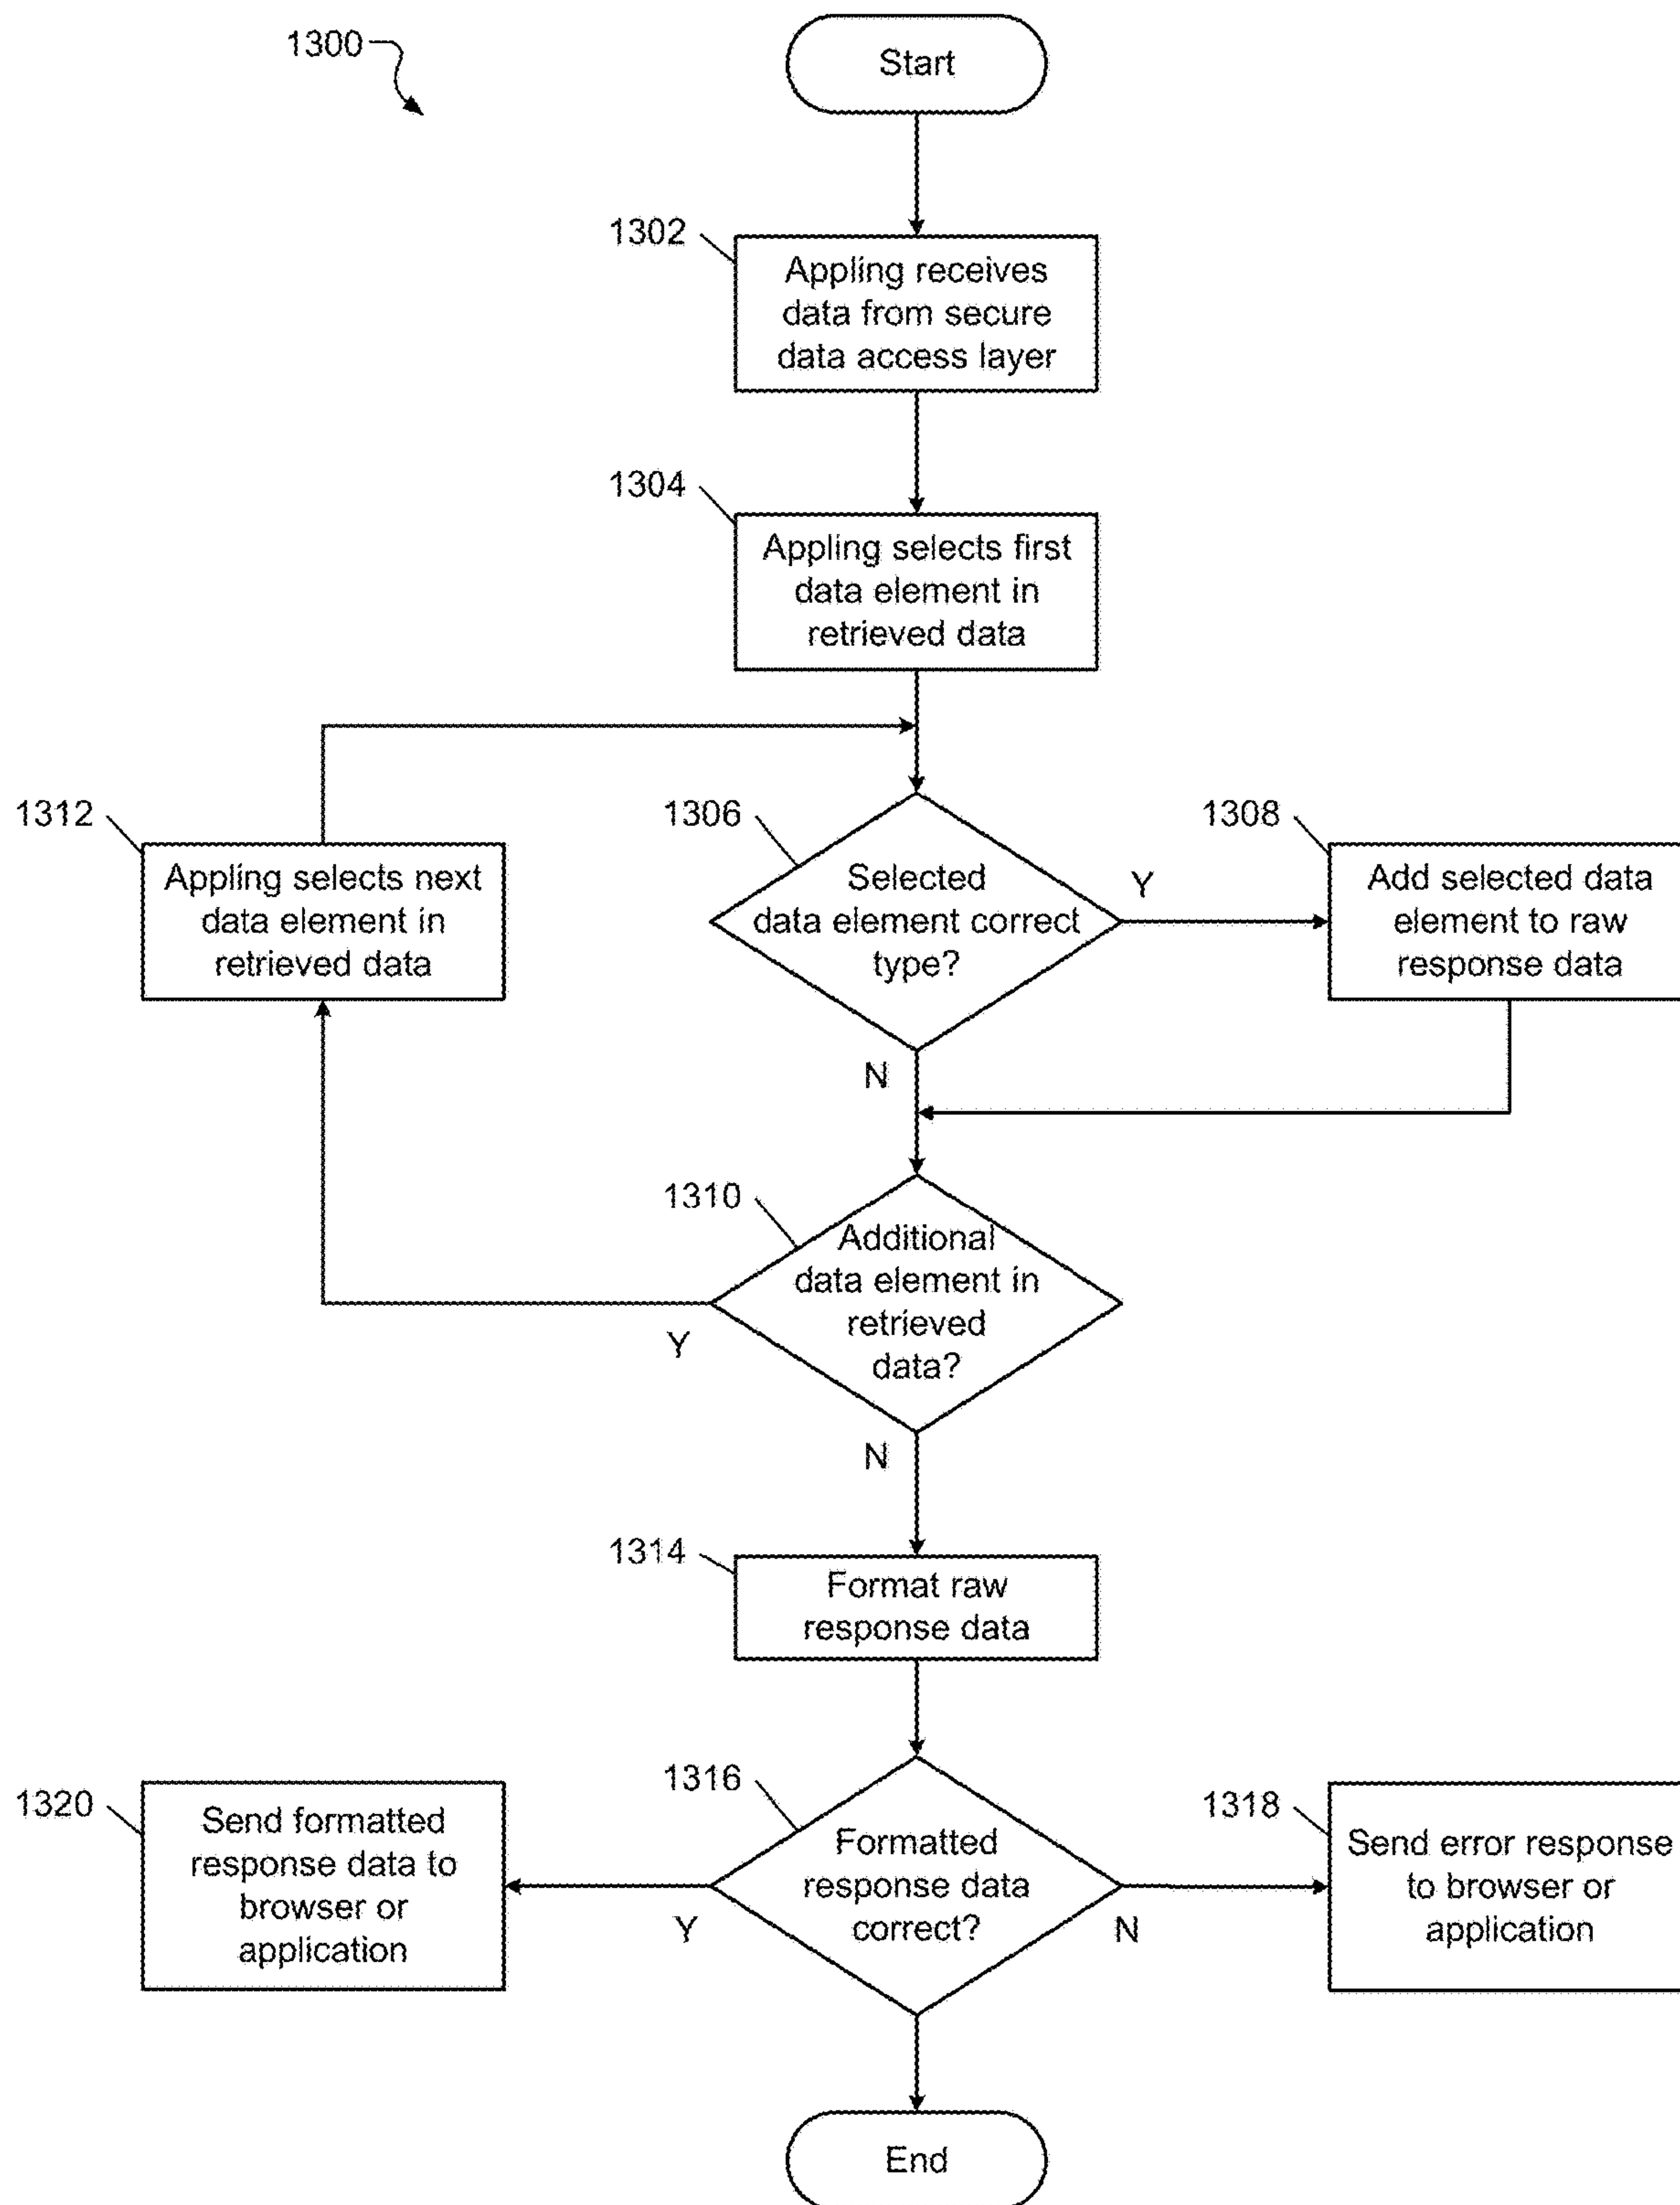 1300
Start
1302
Appling receives
data from secure
data access layer
1304
Appling selects first
data element in
retrieved data
1312
Appling selects next
data element in
retrieved data
1306
Selected
data element correct
type?
Y
N
1308
Add selected data
element to raw
response data
1310
Additional
data element in
retrieved
data?
Y
N
1314
Format raw
response data
1320
Send formatted
response data to
browser or
application
1316
Formatted
response data
correct?
Y
N
1318
Send error response
to browser or
application
End